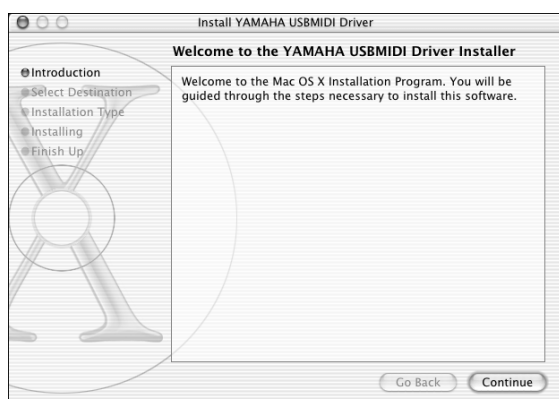 Install YAMAHA USBMIDI Driver
Welcome to the YAMAHA USBMIDI Driver Installer
Introduction
Select Destination
Installation Type
Installing
Finish Up
Welcome to the Mac OS X Installation Program. You will be
guided through the steps necessary to install this software.
Go Back
Continue